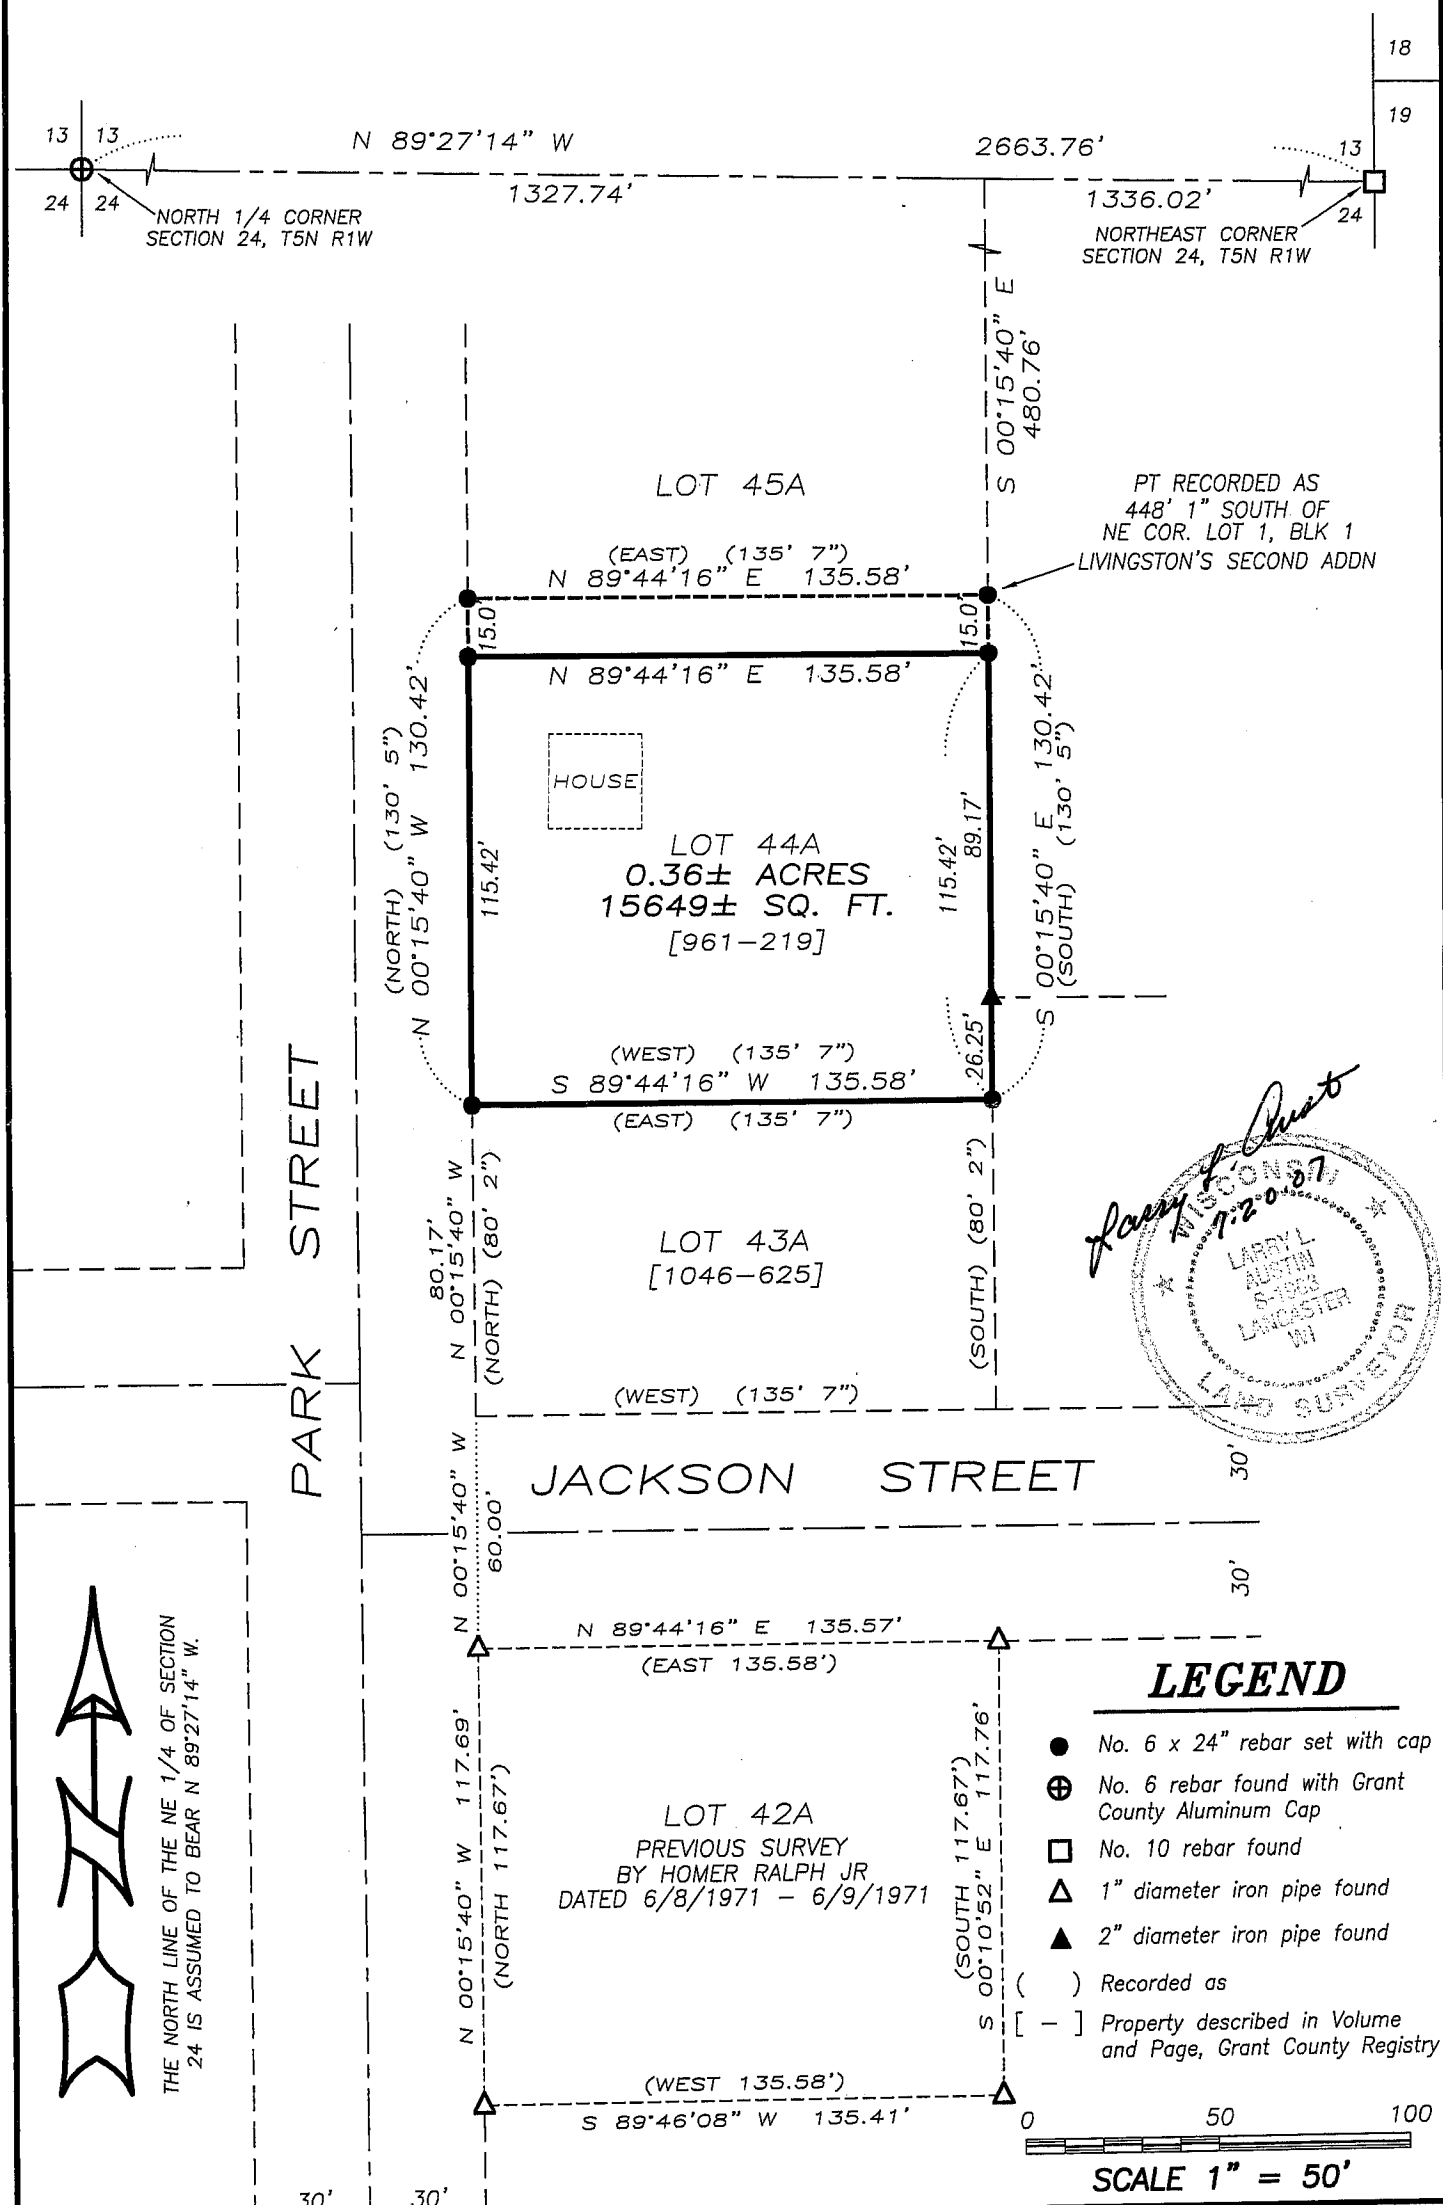 18
19
13 13
24 24
N 89°27'14" W
2663.76'
1327.74'
1336.02'
13
24
NORTH 1/4 CORNER
SECTION 24, T5N R1W
NORTHEAST CORNER
SECTION 24, T5N R1W
S 00°15'40" E
480.76'
LOT 45A
PT RECORDED AS
448' 1" SOUTH OF
NE COR. LOT 1, BLK 1
LIVINGSTON'S SECOND ADDN
(EAST) (135' 7")
N 89°44'16" E 135.58'
15.0'
15.0'
N 89°44'16" E 135.58'
(NORTH) (130' 5")
N 00°15'40" W 130.42'
115.42'
HOUSE
LOT 44A
0.36± ACRES
15649± SQ. FT.
[961-219]
115.42'
89.17'
26.25'
S 00°15'40" E 130.42'
(SOUTH) (130' 5")
(WEST) (135' 7")
S 89°44'16" W 135.58'
(EAST) (135' 7")
PARK STREET
80.17'
N 00°15'40" W
(NORTH) (80' 2")
LOT 43A
[1046-625]
(SOUTH) (80' 2")
(WEST) (135' 7")
Larry L. Aust
7.20.07
WISCONSIN
LARRY L.
AUSTIN
S-1963
LANCASTER
WI
LAND SURVEYOR
JACKSON STREET
30'
30'
N 00°15'40" W
60.00'
N 89°44'16" E 135.57'
(EAST 135.58')
N 00°15'40" W 117.69'
(NORTH 117.67')
LOT 42A
PREVIOUS SURVEY
BY HOMER RALPH JR
DATED 6/8/1971 - 6/9/1971
(SOUTH 117.67')
S 00°10'52" E 117.76'
(WEST 135.58')
S 89°46'08" W 135.41'
THE NORTH LINE OF THE NE 1/4 OF SECTION
24 IS ASSUMED TO BEAR N 89°27'14" W.
N
30' 30'
LEGEND
No. 6 x 24" rebar set with cap
No. 6 rebar found with Grant
County Aluminum Cap
No. 10 rebar found
1" diameter iron pipe found
2" diameter iron pipe found
( ) Recorded as
[ - ] Property described in Volume
and Page, Grant County Registry
0 50 100
SCALE 1" = 50'